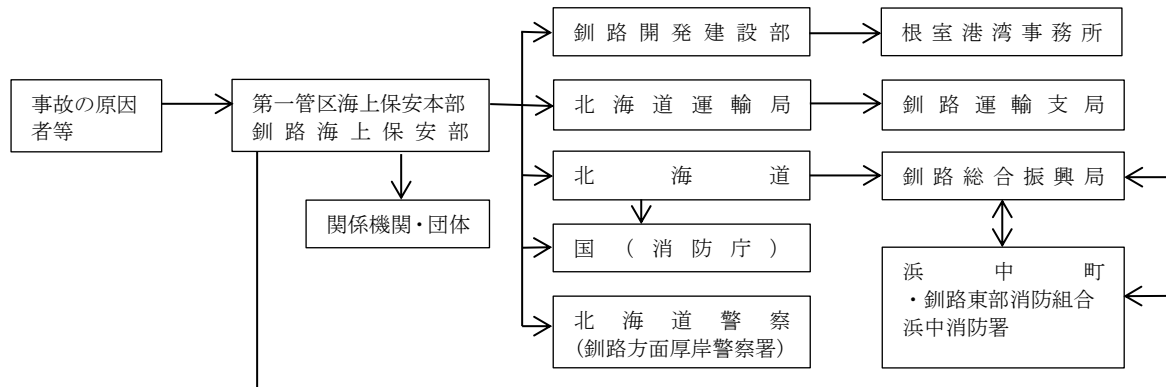 事故の原因
者等
第一管区海上保安本部
釧路海上保安部
関係機関・団体
釧路開発建設部
北海道運輸局
北海道
国(消防庁)
北海道警察
(釧路方面厚岸警察署)
根室港湾事務所
釧路運輸支局
釧路総合振興局
浜中町
・釧路東部消防組合
浜中消防署